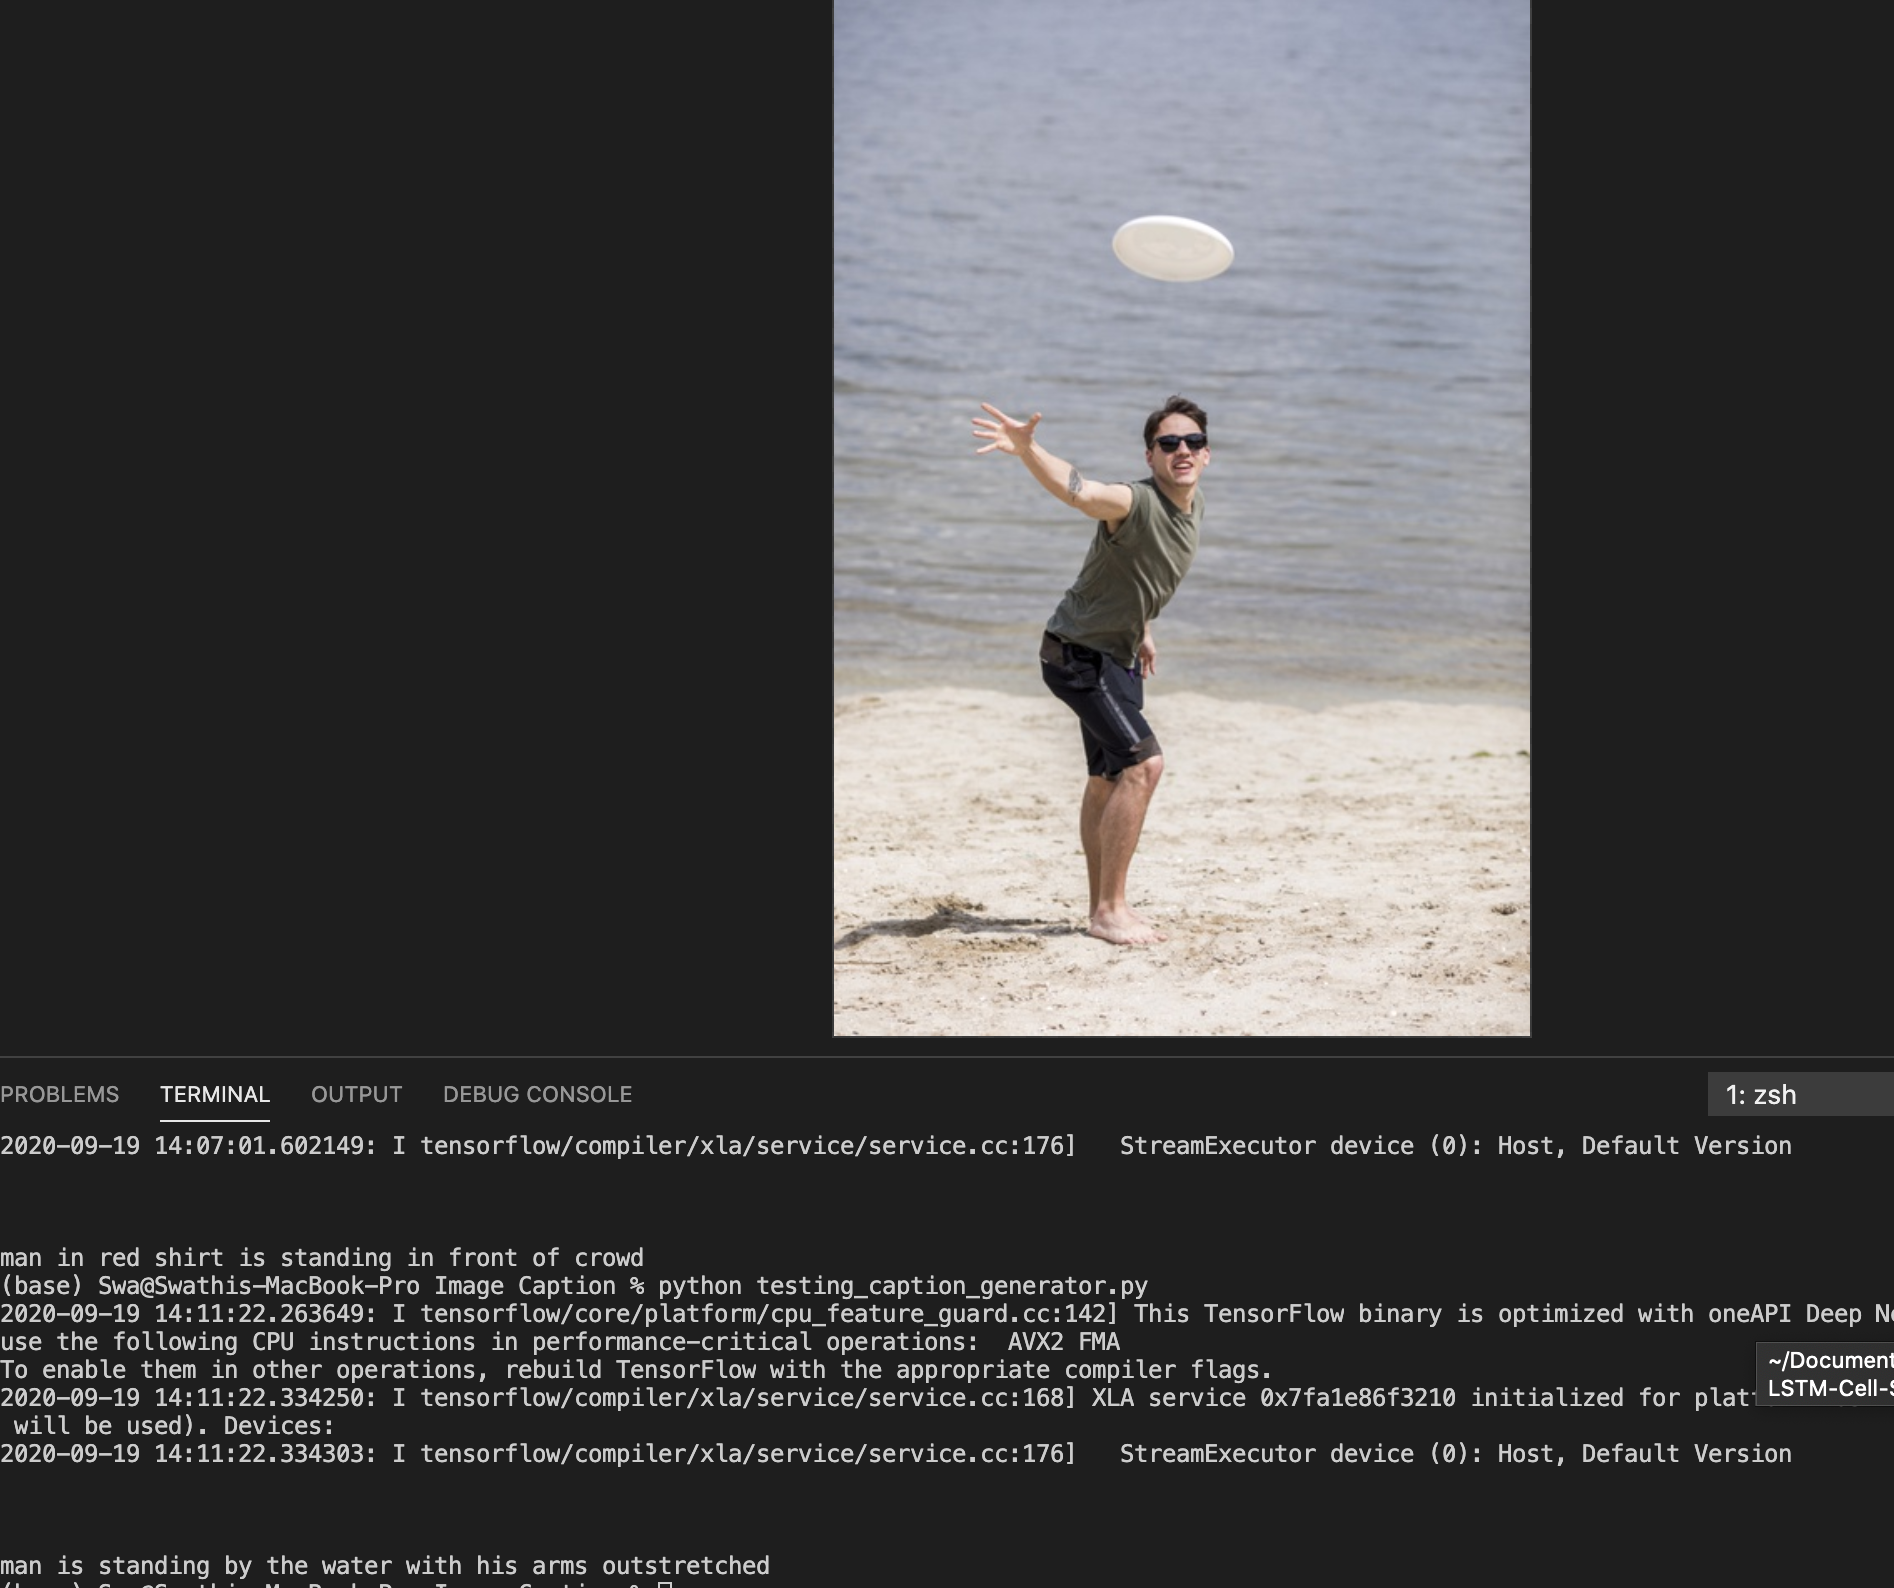 PROBLEMS TERMINAL OUTPUT DEBUG CONSOLE 1: zsh
2020-09-19 14:07:01.602149: I tensorflow/compiler/xla/service/service.cc:176]   StreamExecutor device (0): Host, Default Version
man in red shirt is standing in front of crowd
(base) Swa@Swathis-MacBook-Pro Image Caption % python testing_caption_generator.py
2020-09-19 14:11:22.263649: I tensorflow/core/platform/cpu_feature_guard.cc:142] This TensorFlow binary is optimized with oneAPI Deep
use the following CPU instructions in performance-critical operations:  AVX2 FMA
To enable them in other operations, rebuild TensorFlow with the appropriate compiler flags.
~/Document
2020-09-19 14:11:22.334250: I tensorflow/compiler/xla/service/service.cc:168] XLA service 0x7fa1e86f3210 initialized for
LSTM-Cell-S
will be used). Devices:
2020-09-19 14:11:22.334303: I tensorflow/compiler/xla/service/service.cc:176]   StreamExecutor device (0): Host, Default Version
man is standing by the water with his arms outstretched